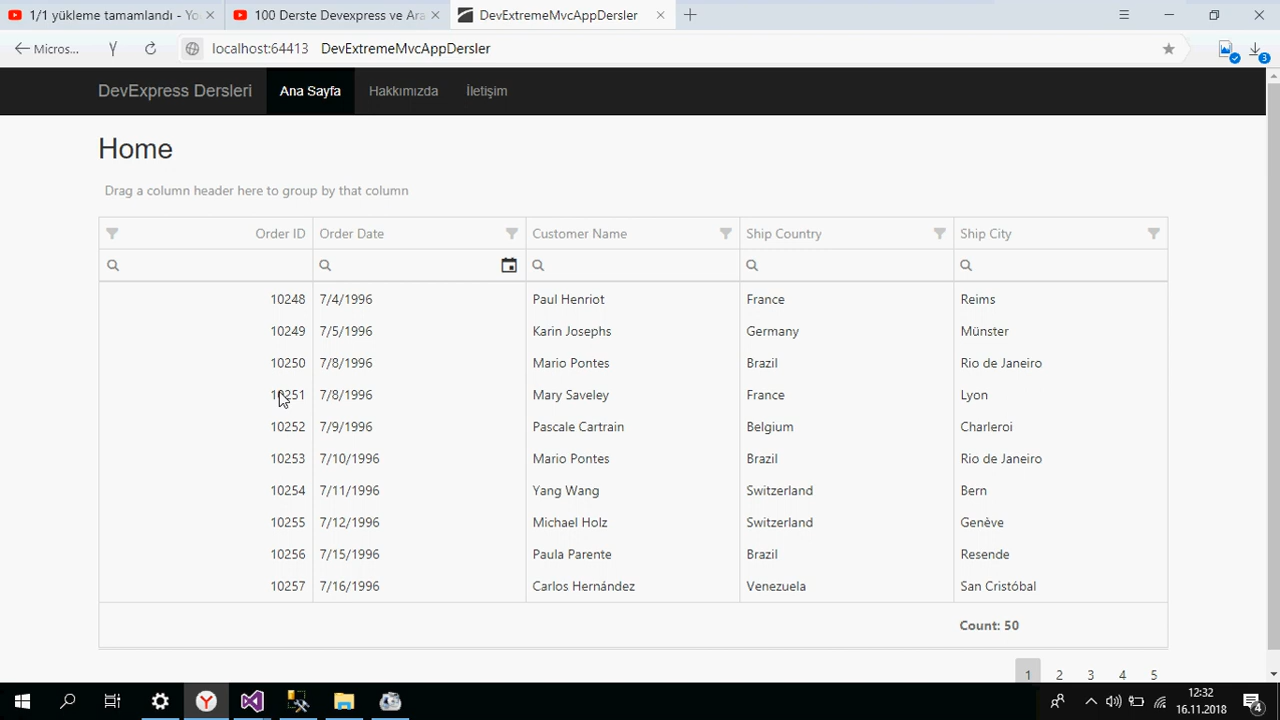 1/1 yükleme tamamlandı - Yo
100 Derste Devexpress ve Ara
DevExtremeMvcAppDersler
Micros...
localhost:64413 DevExtremeMvcAppDersler
3
DevExpress Dersleri Ana Sayfa Hakkımızda İletişim
Home
Drag a column header here to group by that column
Order ID Order Date Customer Name Ship Country Ship City
10248 7/4/1996 Paul Henriot France Reims
10249 7/5/1996 Karin Josephs Germany Münster
10250 7/8/1996 Mario Pontes Brazil Rio de Janeiro
10251 7/8/1996 Mary Saveley France Lyon
10252 7/9/1996 Pascale Cartrain Belgium Charleroi
10253 7/10/1996 Mario Pontes Brazil Rio de Janeiro
10254 7/11/1996 Yang Wang Switzerland Bern
10255 7/12/1996 Michael Holz Switzerland Genève
10256 7/15/1996 Paula Parente Brazil Resende
10257 7/16/1996 Carlos Hernández Venezuela San Cristóbal
Count: 50
1 2 3 4 5
12:32
16.11.2018
4